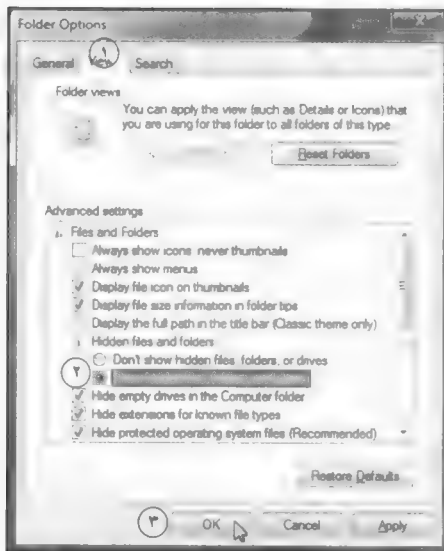 Folder Options
١
General
Search
Folder views
You can apply the view (such as Details or Icons) that
you are using for this folder to all folders of this type
Reset Folders
Advanced settings
Files and Folders
Always show icons, never thumbnails
Always show menus
Display file icon on thumbnails
Display file size information in folder tips
Display the full path in the title bar (Classic theme only)
Hidden files and folders
Don't show hidden files, folders, or drives
٢
Hide empty drives in the Computer folder
Hide extensions for known file types
Hide protected operating system files (Recommended)
Restore Defaults
٣
OK
Cancel
Apply